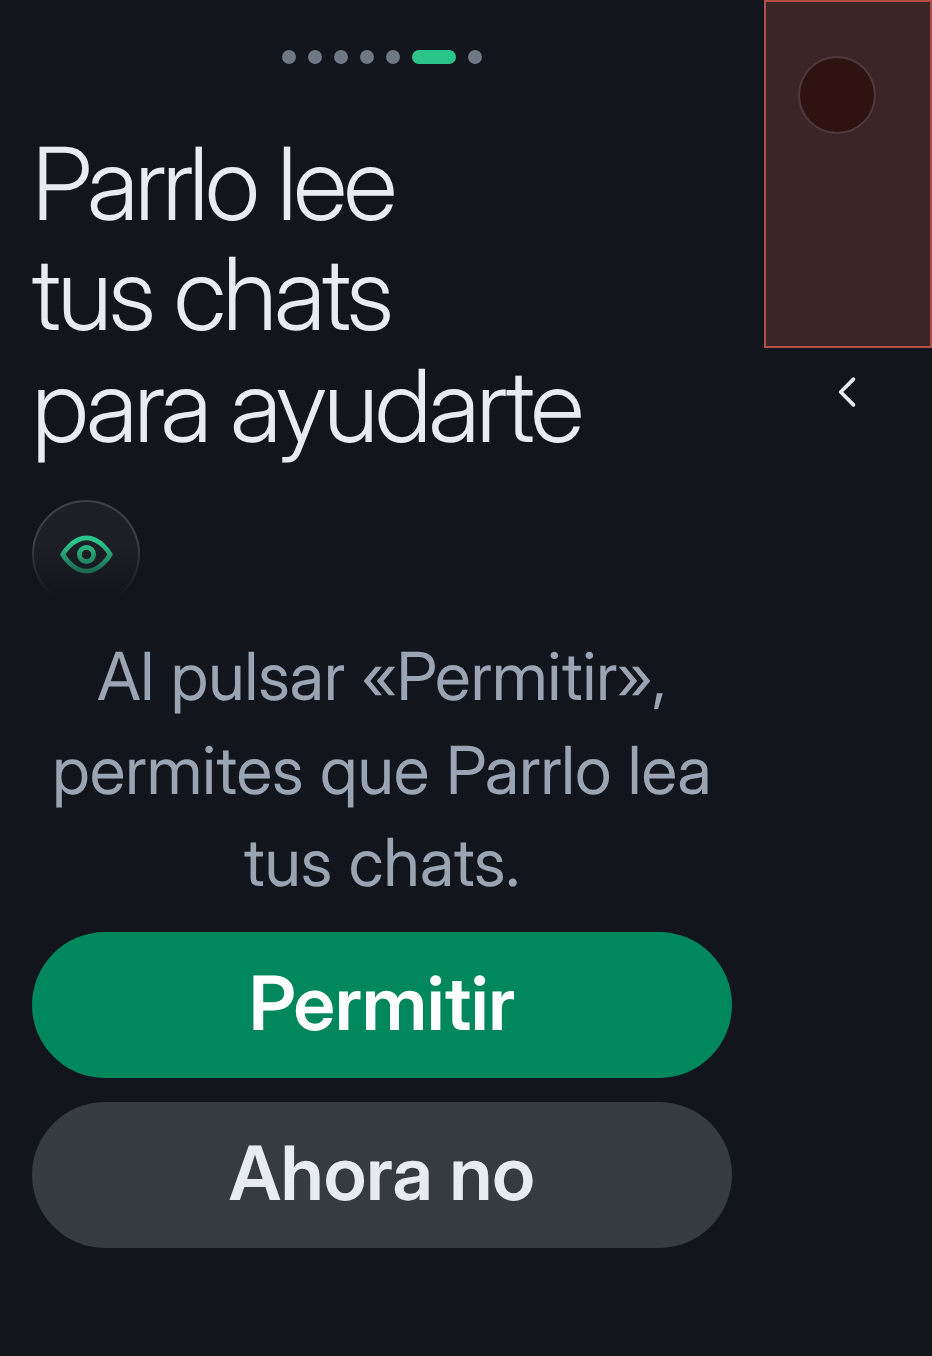 Parrlo lee
tus chats
para ayudarte
Al pulsar «Permitir»,
permites que Parrlo lea
tus chats.
Permitir
Ahora no